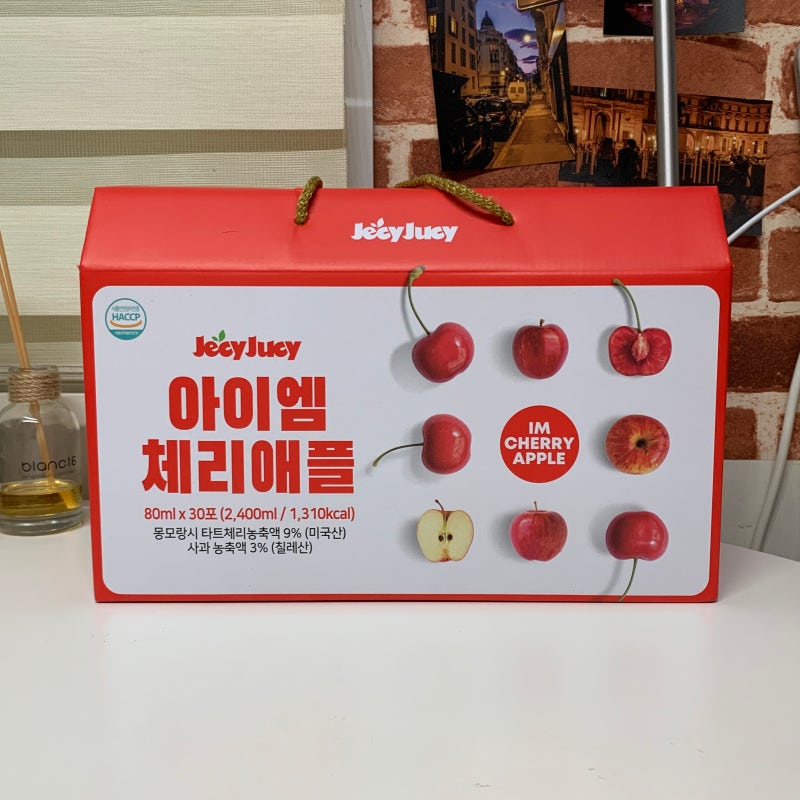 JecyJucy
HACCP
JecyJucy
아이엠
체리애플
80ml x 30포 (2,400ml / 1,310kcal)
몽모랑시 타트체리농축액 9% (미국산)
사과 농축액 3% (칠레산)
IM
CHERRY
APPLE
blanc16